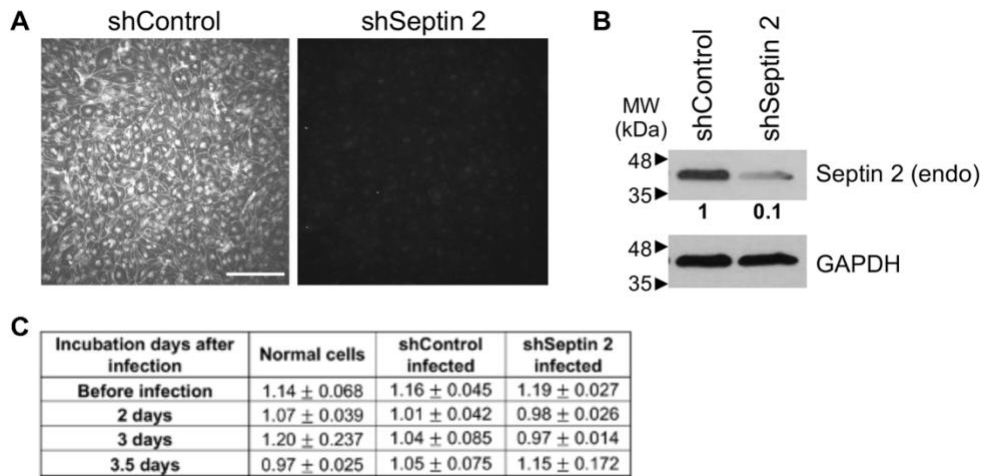 A
shControl
shSeptin 2
B
MW
(kDa)
shControl
shSeptin 2
48
35
Septin 2 (endo)
1 0.1
48
35
GAPDH
C
Incubation days after infection Normal cells shControl infected shSeptin 2 infected
Before infection 1.14 ± 0.068 1.16 ± 0.045 1.19 ± 0.027
2 days 1.07 ± 0.039 1.01 ± 0.042 0.98 ± 0.026
3 days 1.20 ± 0.237 1.04 ± 0.085 0.97 ± 0.014
3.5 days 0.97 ± 0.025 1.05 ± 0.075 1.15 ± 0.172